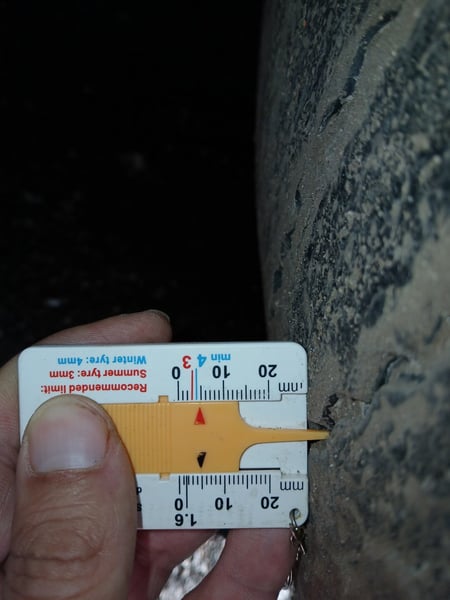 1.6
mm 20 10 0
mm 20 10 0
Recommended limit:
Summer tyre: 3mm
min 4 3
Winter tyre: 4mm